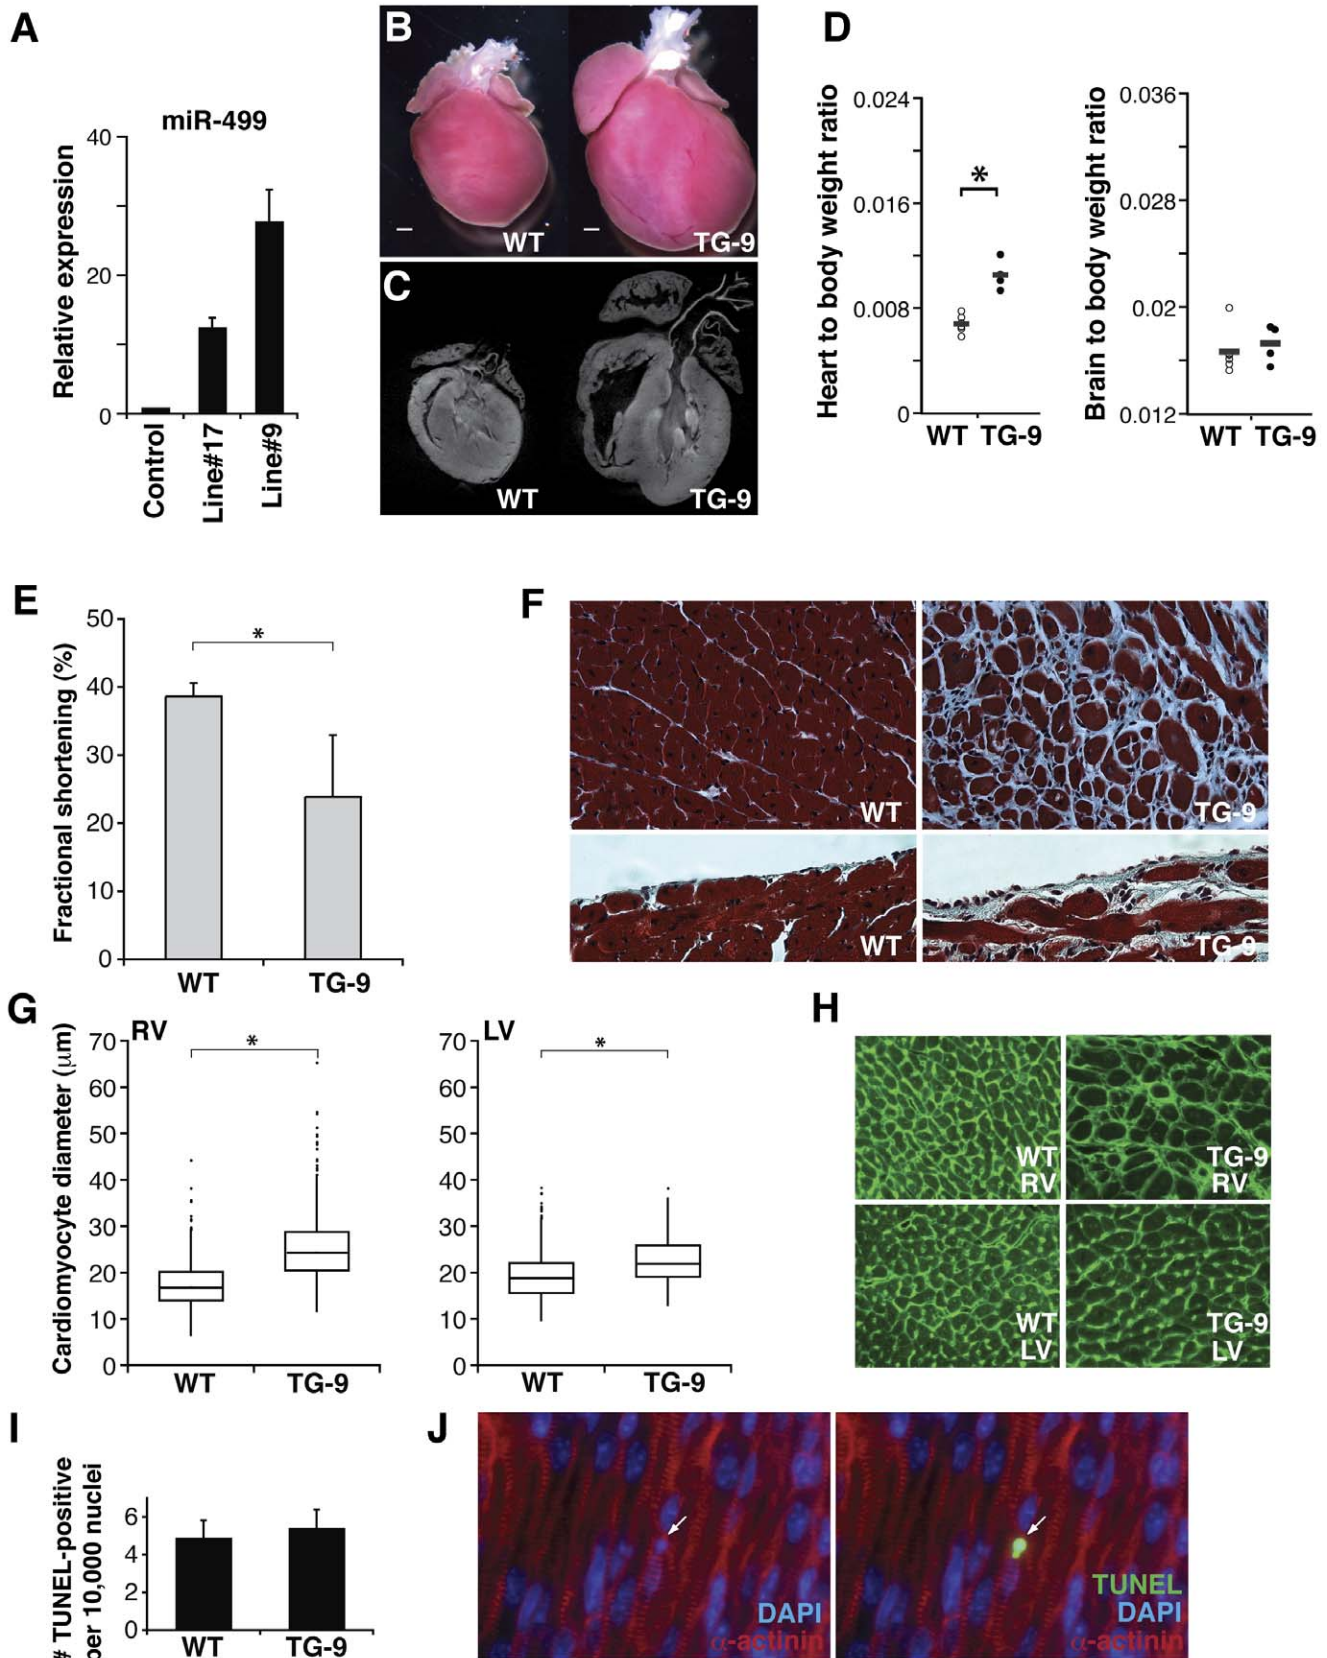 A
miR-499
Relative expression
40
20
0
Control
Line#17
Line#9
B
WT
TG-9
C
WT
TG-9
D
Heart to body weight ratio
0.024
0.016
0.008
0
*
WT TG-9
Brain to body weight ratio
0.036
0.028
0.02
0.012
WT TG-9
E
Fractional shortening (%)
50
40
30
20
10
0
*
WT
TG-9
F
WT
TG-9
WT
TG-9
G
Cardiomyocyte diameter (μm)
RV
70
60
50
40
30
20
10
0
*
WT
TG-9
LV
70
60
50
40
30
20
10
0
*
WT
TG-9
H
WT
RV
TG-9
RV
WT
LV
TG-9
LV
I
# TUNEL-positive
per 10,000 nuclei
6
4
2
0
WT
TG-9
J
DAPI
α-actinin
TUNEL
DAPI
α-actinin